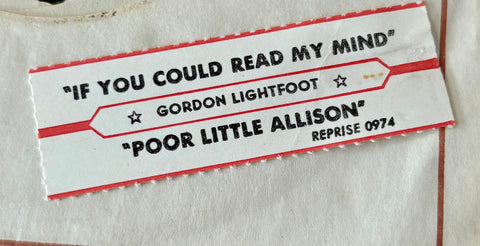 "IF YOU COULD READ MY MIND"
☆ GORDON LIGHTFOOT ☆
"POOR LITTLE ALLISON"
REPRISE 0974